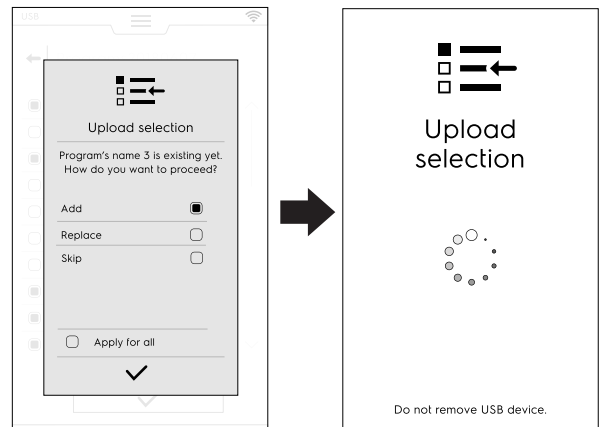 USB
Upload selection
Program's name 3 is existing yet.
How do you want to proceed?
Add
Replace
Skip
Apply for all
Upload
selection
Do not remove USB device.